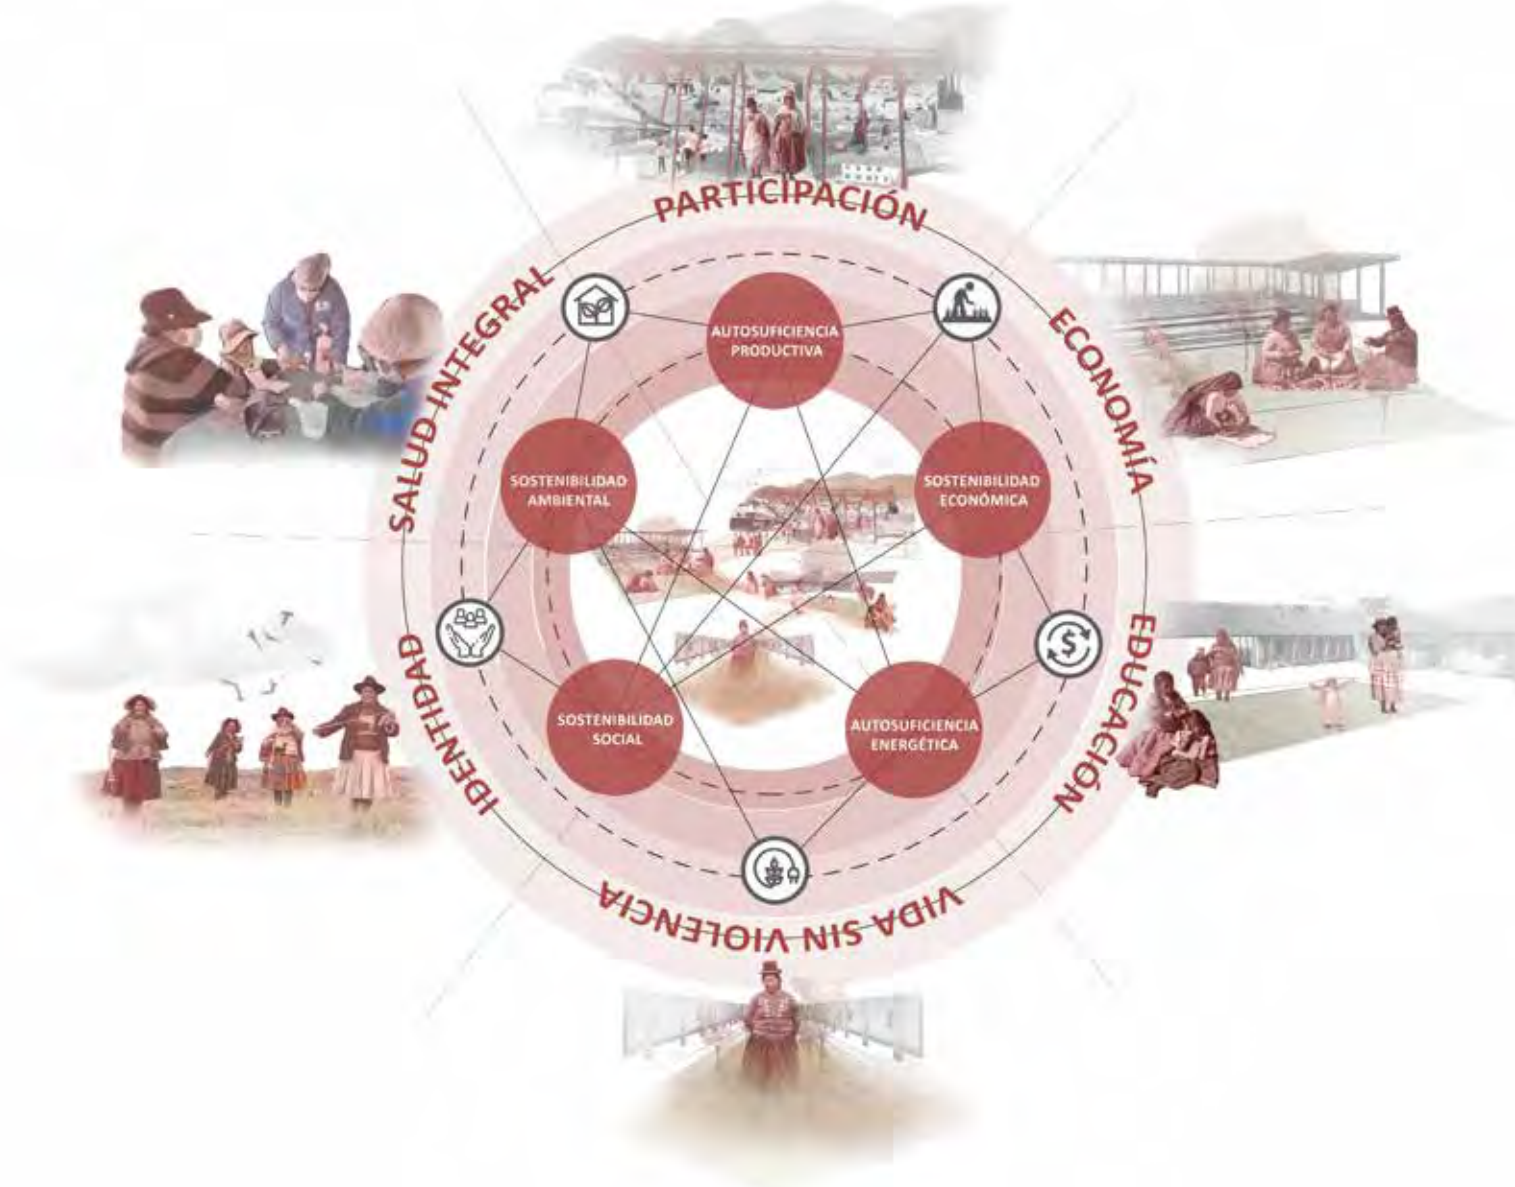 PARTICIPACIÓN
ECONOMÍA
EDUCACIÓN
VIDA SIN VIOLENCIA
IDENTIDAD
SALUD INTEGRAL
AUTOSUFICIENCIA
PRODUCTIVA
SOSTENIBILIDAD
ECONÓMICA
AUTOSUFICIENCIA
ENERGÉTICA
SOSTENIBILIDAD
SOCIAL
SOSTENIBILIDAD
AMBIENTAL
$